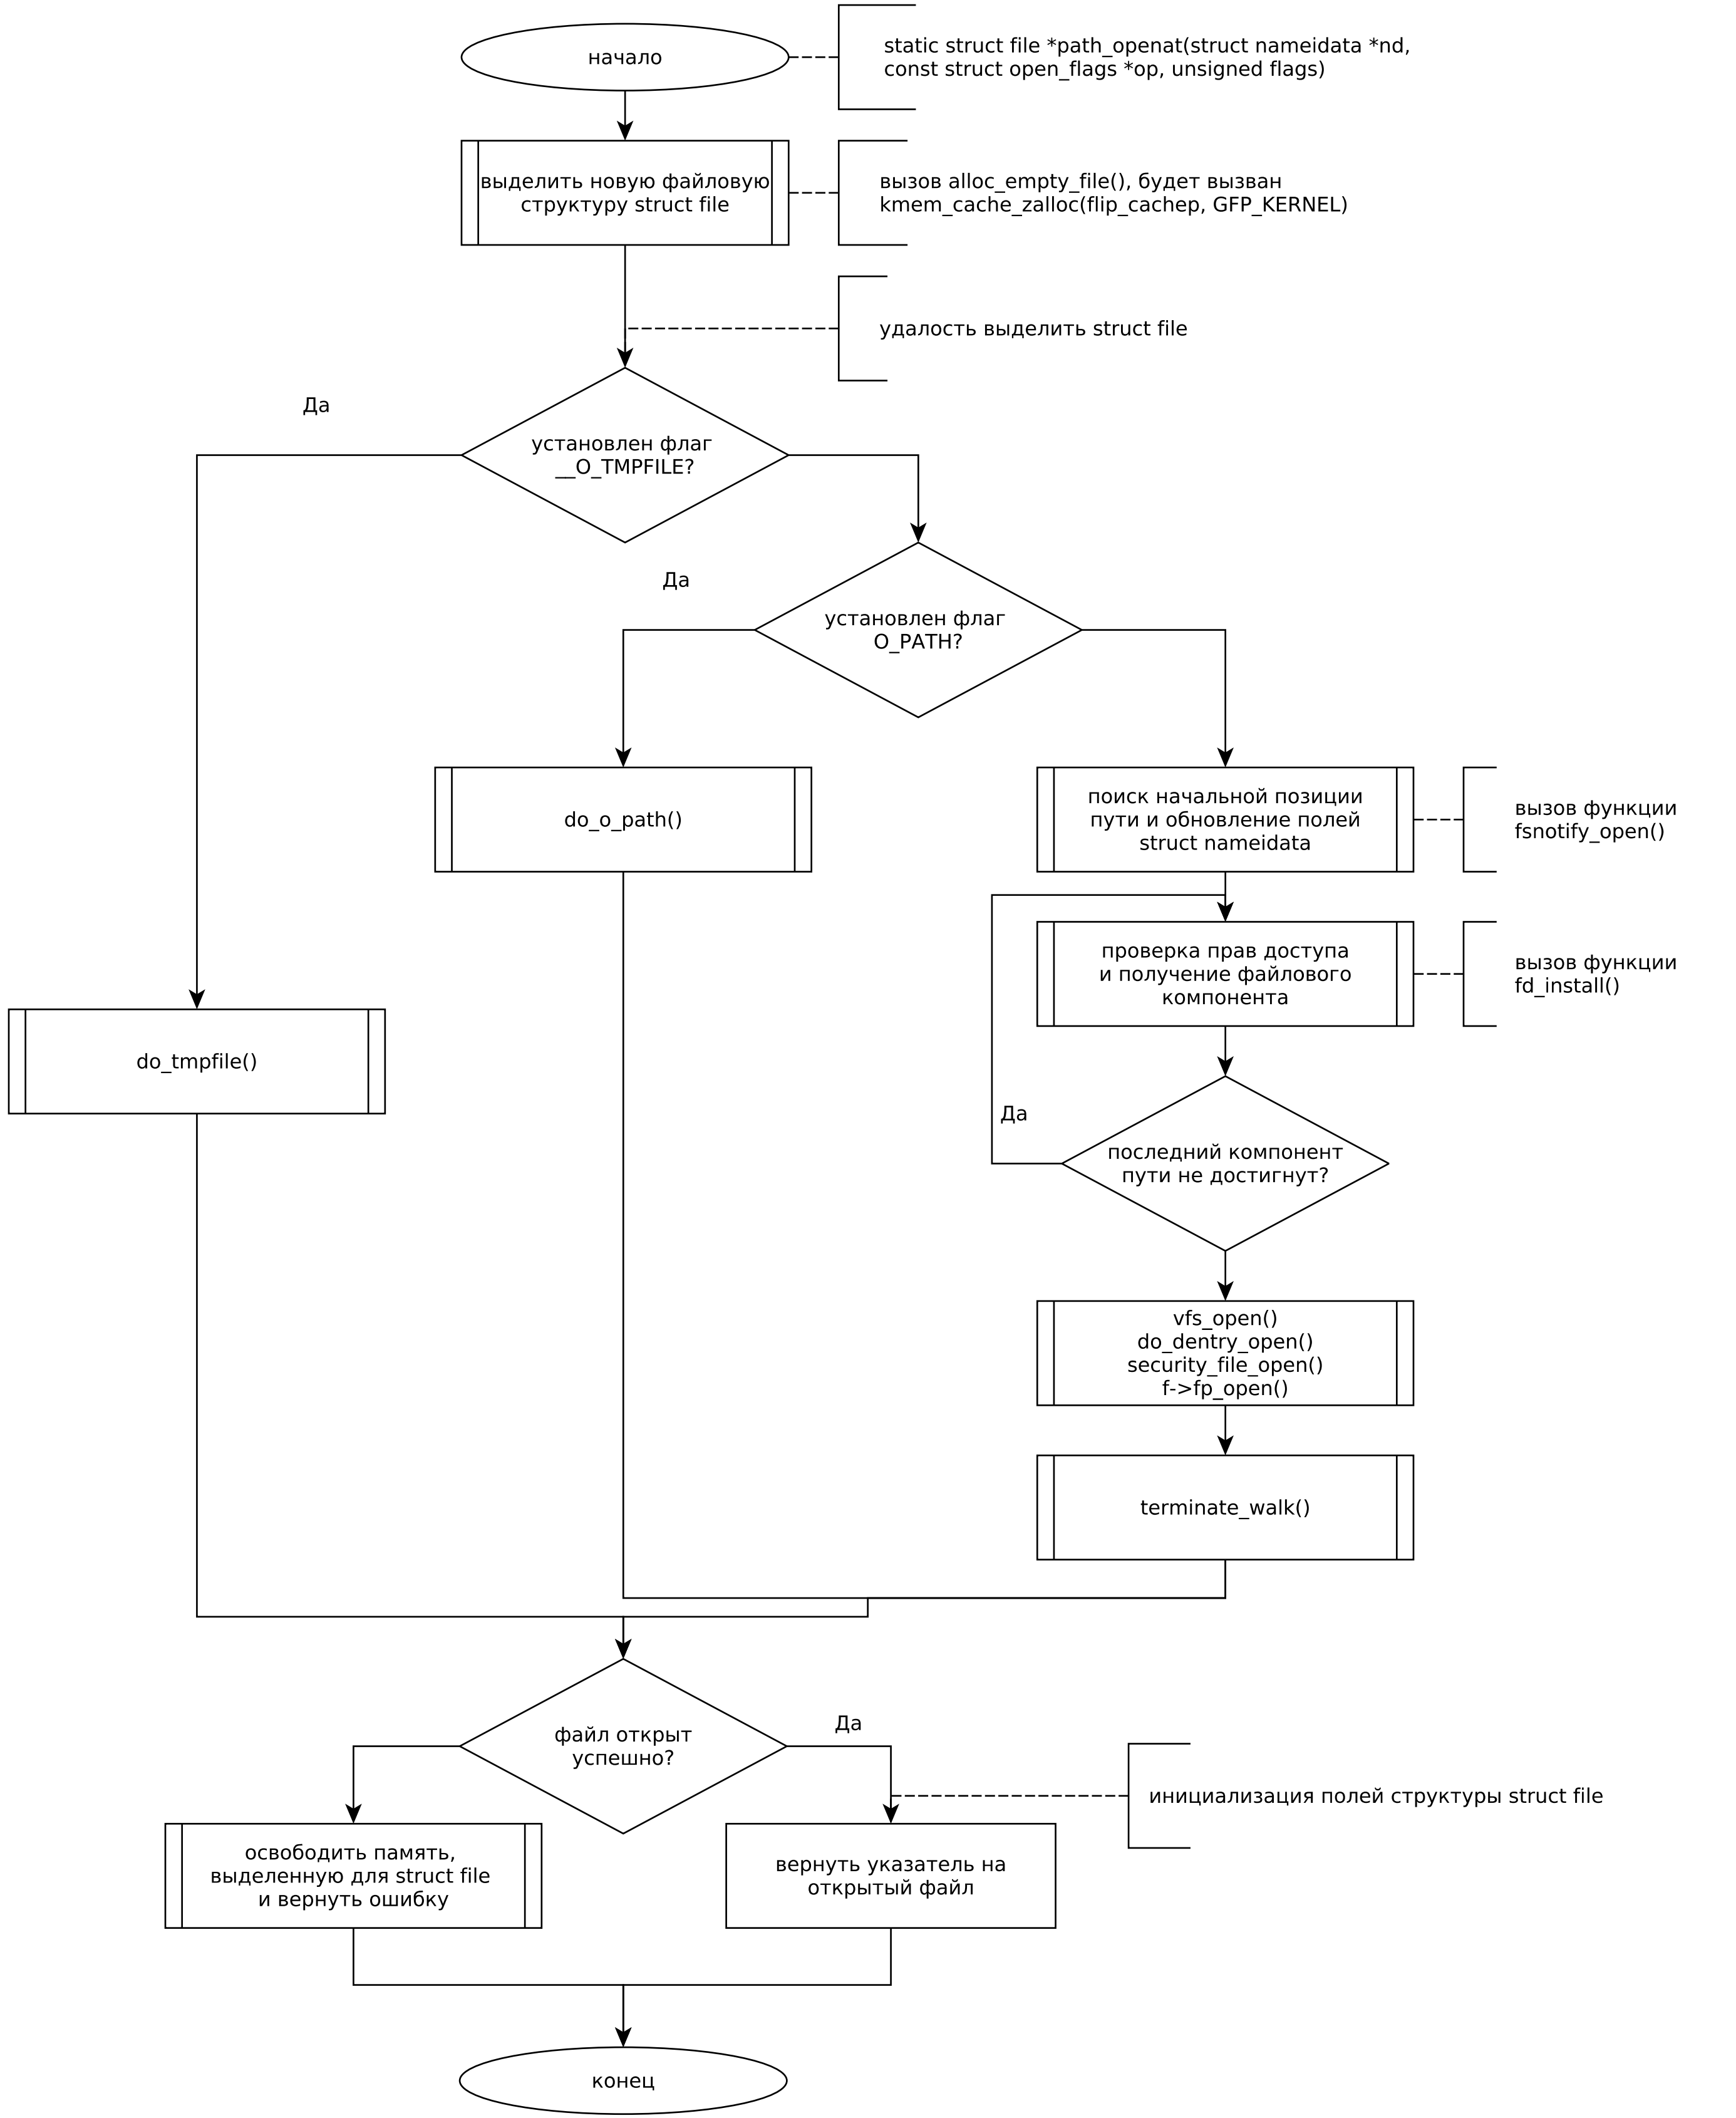 начало
static struct file *path_openat(struct nameidata *nd,
const struct open_flags *op, unsigned flags)
выделить новую файловую
структуру struct file
вызов alloc_empty_file(), будет вызван
kmem_cache_zalloc(flip_cachep, GFP_KERNEL)
удалость выделить struct file
Да
установлен флаг
__O_TMPFILE?
Да
установлен флаг
O_PATH?
do_o_path()
поиск начальной позиции
пути и обновление полей
struct nameidata
вызов функции
fsnotify_open()
проверка прав доступа
и получение файлового
компонента
вызов функции
fd_install()
do_tmpfile()
Да
последний компонент
пути не достигнут?
vfs_open()
do_dentry_open()
security_file_open()
f->fp_open()
terminate_walk()
файл открыт
успешно?
Да
инициализация полей структуры struct file
освободить память,
выделенную для struct file
и вернуть ошибку
вернуть указатель на
открытый файл
конец